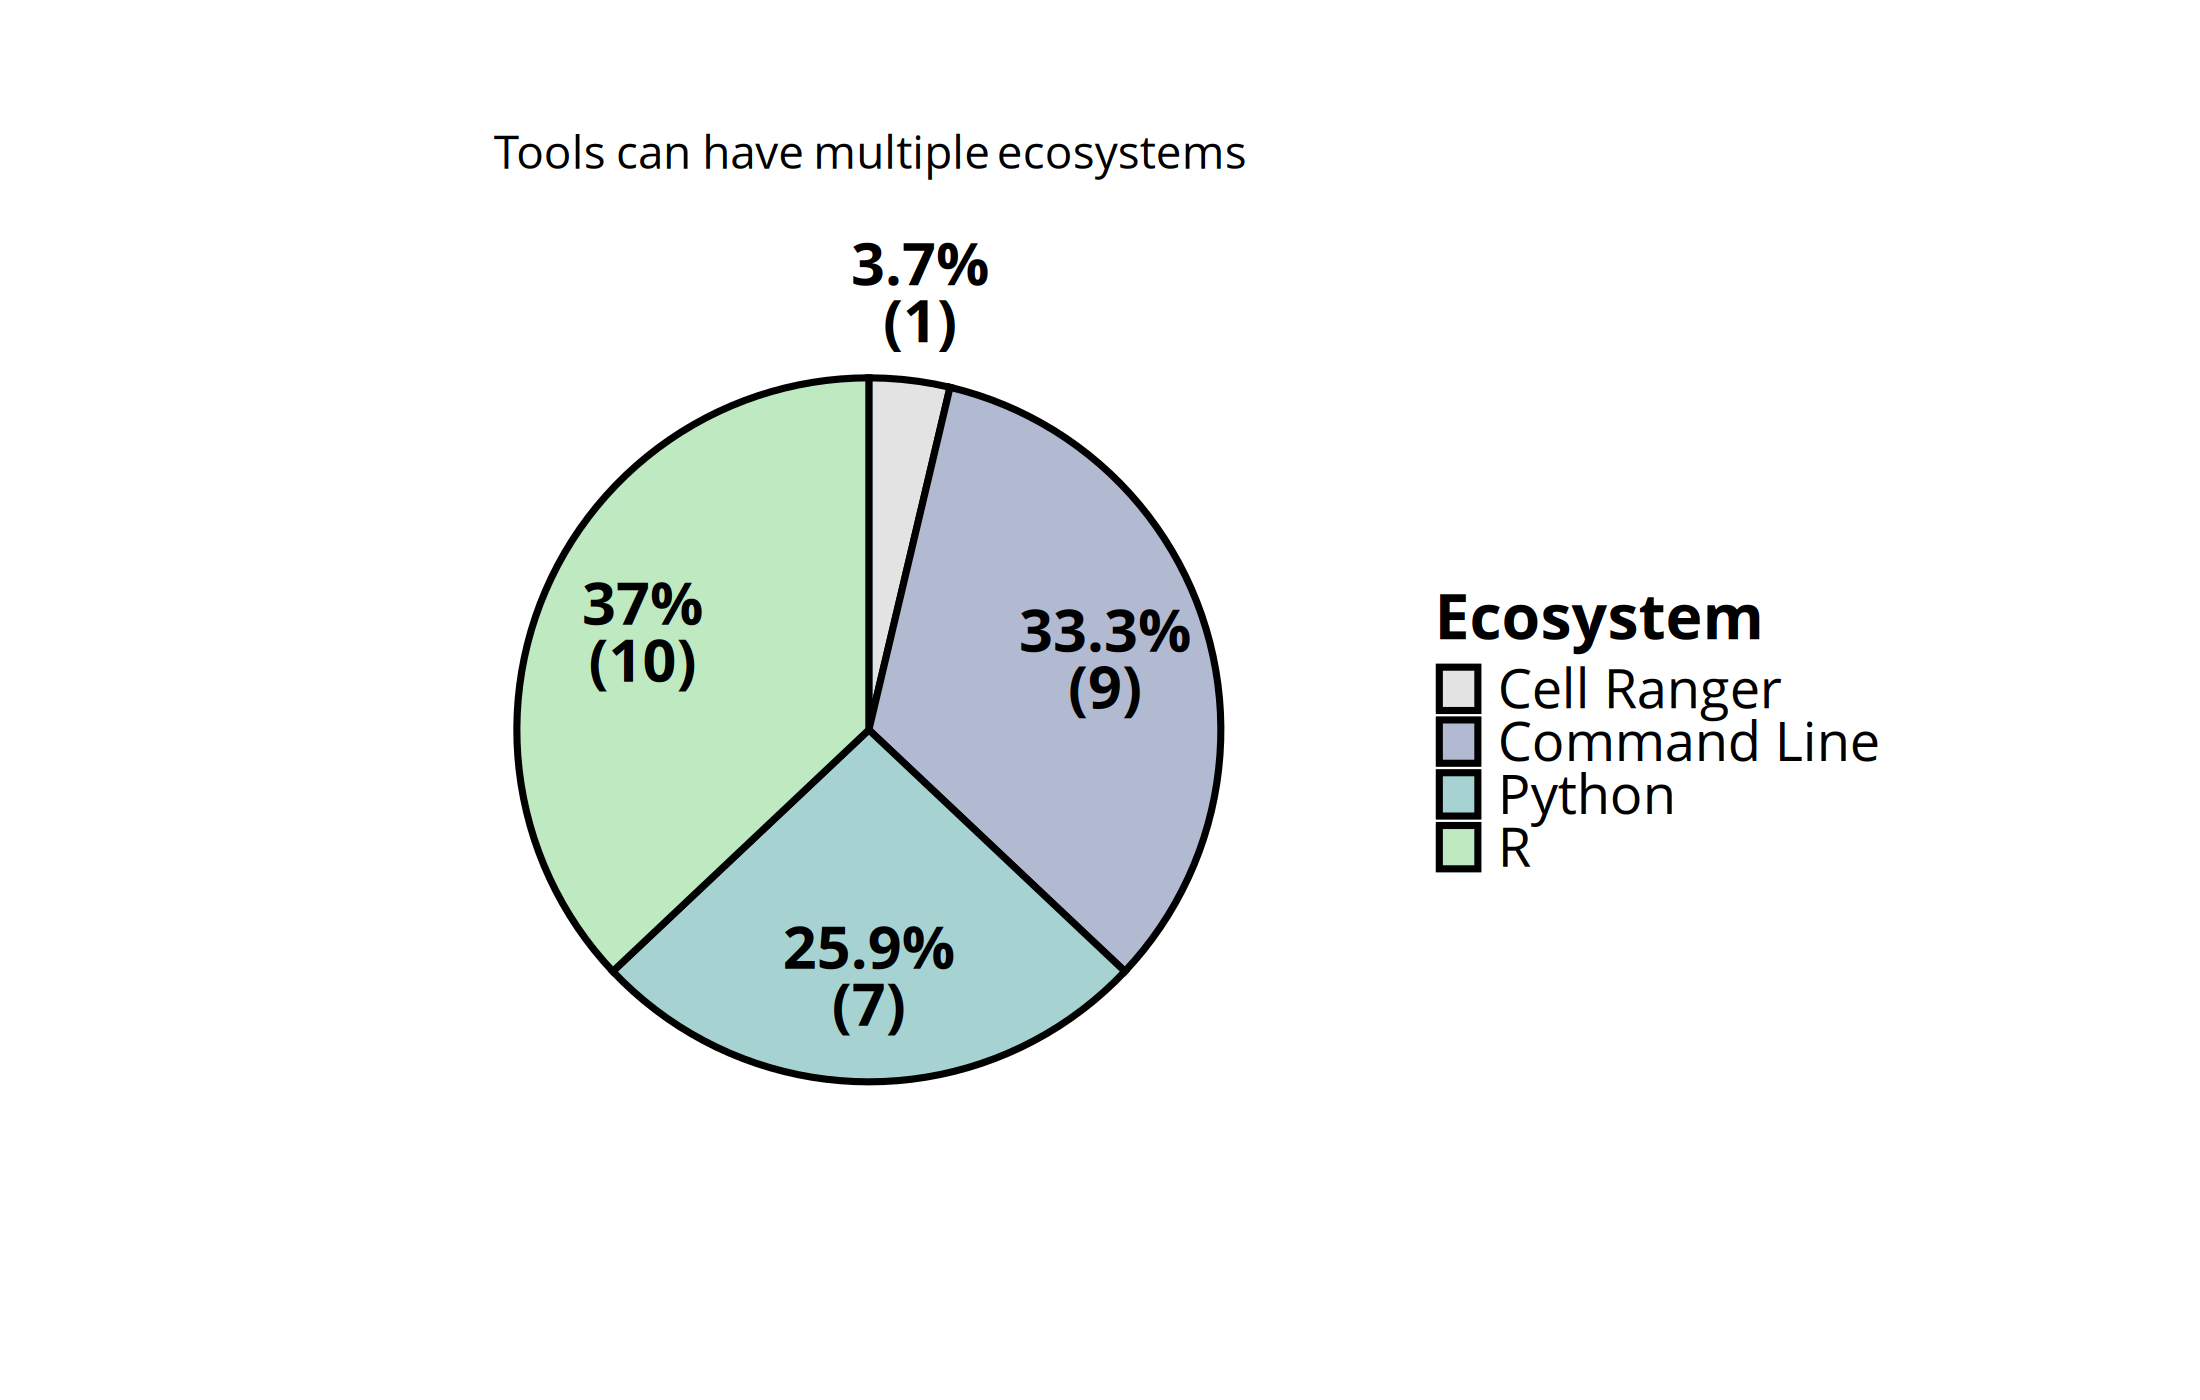 Tools can have multiple ecosystems
3.7%
(1)
37%
(10)
33.3%
(9)
25.9%
(7)
Ecosystem
Cell Ranger
Command Line
Python
R